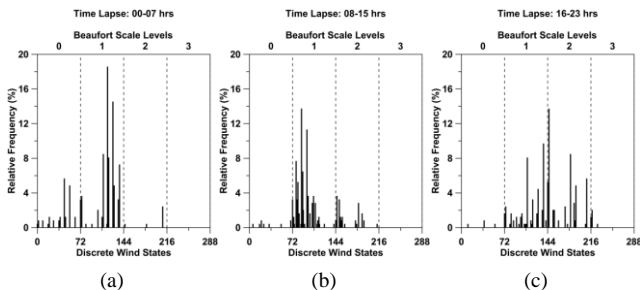 Time Lapse: 00-07 hrs
Beaufort Scale Levels
0 1 2 3
Relative Frequency (%)
20
16
12
8
4
0
0 72 144 216 288
Discrete Wind States
(a)
Time Lapse: 08-15 hrs
Beaufort Scale Levels
0 1 2 3
Relative Frequency (%)
20
16
12
8
4
0
0 72 144 216 288
Discrete Wind States
(b)
Time Lapse: 16-23 hrs
Beaufort Scale Levels
0 1 2 3
Relative Frequency (%)
20
16
12
8
4
0
0 72 144 216 288
Discrete Wind States
(c)